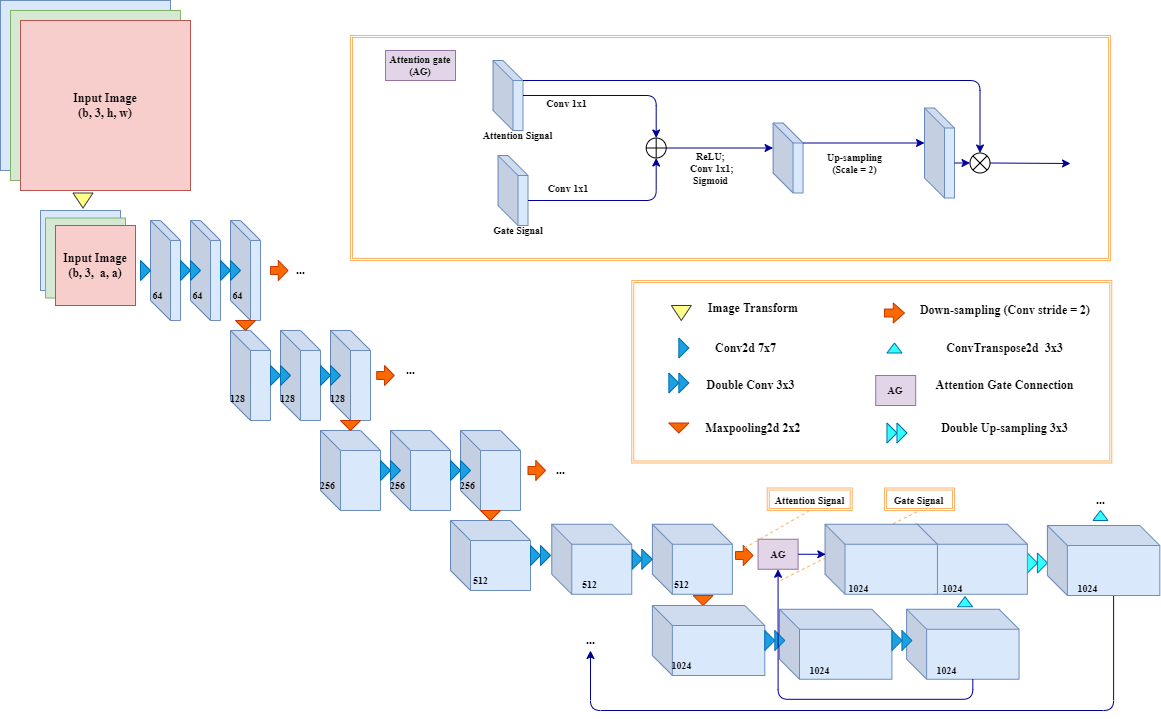 Input Image
(b, 3, h, w)
Attention gate
(AG)
Conv 1x1
Attention Signal
Conv 1x1
Gate Signal
ReLU;
Conv 1x1;
Sigmoid
Up-sampling
(Scale = 2)
Input Image
(b, 3, a, a)
64
64
64
...
128
128
128
...
256
256
256
...
Image Transform
Down-sampling (Conv stride = 2)
Conv2d 7x7
ConvTranspose2d 3x3
Double Conv 3x3
AG
Attention Gate Connection
Maxpooling2d 2x2
Double Up-sampling 3x3
Attention Signal
Gate Signal
...
512
512
512
AG
1024
1024
1024
...
1024
1024
1024